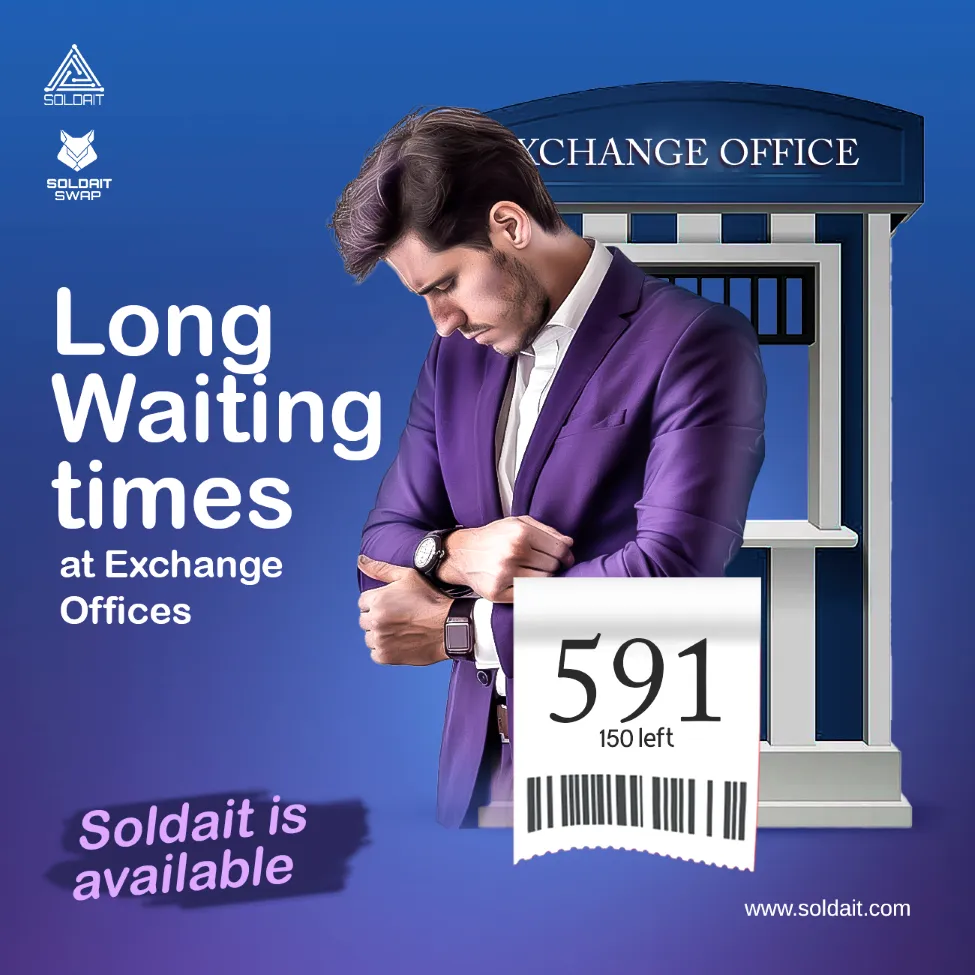 SOLDAIT
SOLDAIT
SWAP
XCHANGE OFFICE
Long
Waiting
times
at Exchange
Offices
591
150 left
Soldait is
available
www.soldait.com